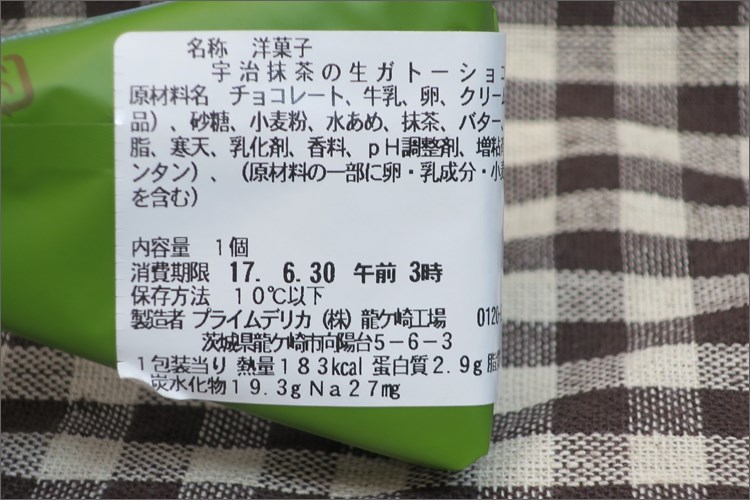 名称 洋菓子
宇治抹茶の生ガトーショコ
原材料名 チョコレート、牛乳、卵、クリーム
品）、砂糖、小麦粉、水あめ、抹茶、バター、
脂、寒天、乳化剤、香料、ｐＨ調整剤、増粘
ンタン）、（原材料の一部に卵・乳成分・小麦
を含む）
内容量 １個
消費期限 17. 6.30 午前 3時
保存方法 １０℃以下
製造者 プライムデリカ（株）龍ケ崎工場 0120
茨城県龍ケ崎市向陽台５－６－３
１包装当り 熱量１８３kcal 蛋白質２.９g 脂
炭水化物１９.３g Ｎａ２７mg